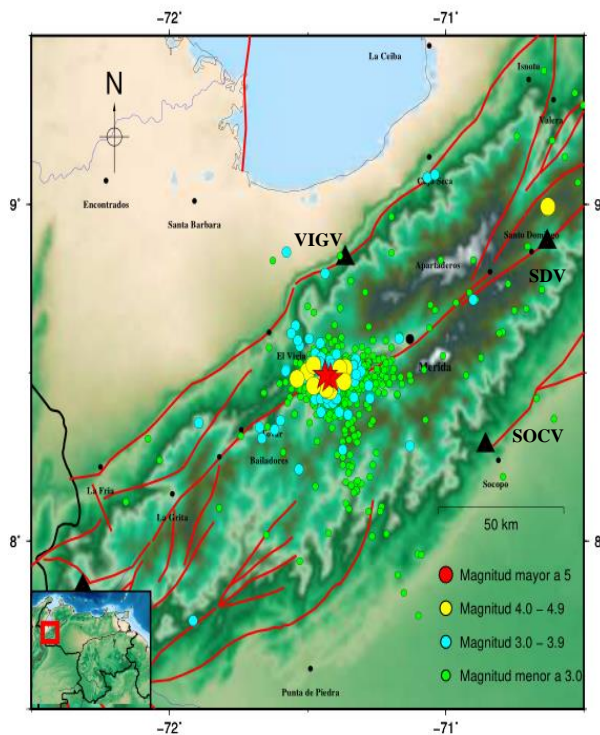 −72
−71
La Ceiba
N
Isnotu
Valera
Encontrados
Santa Barbara
9˚
9˚
VIGV
Santo Domingo
Apartaderos
SDV
El Vigia
Merida
Bailadores
SOCV
Socopo
La Fria
La Grita
50 km
8˚
8˚
Magnitud mayor a 5
Magnitud 4.0 − 4.9
Magnitud 3.0 − 3.9
Magnitud menor a 3.0
Punta de Piedra
−72
−71